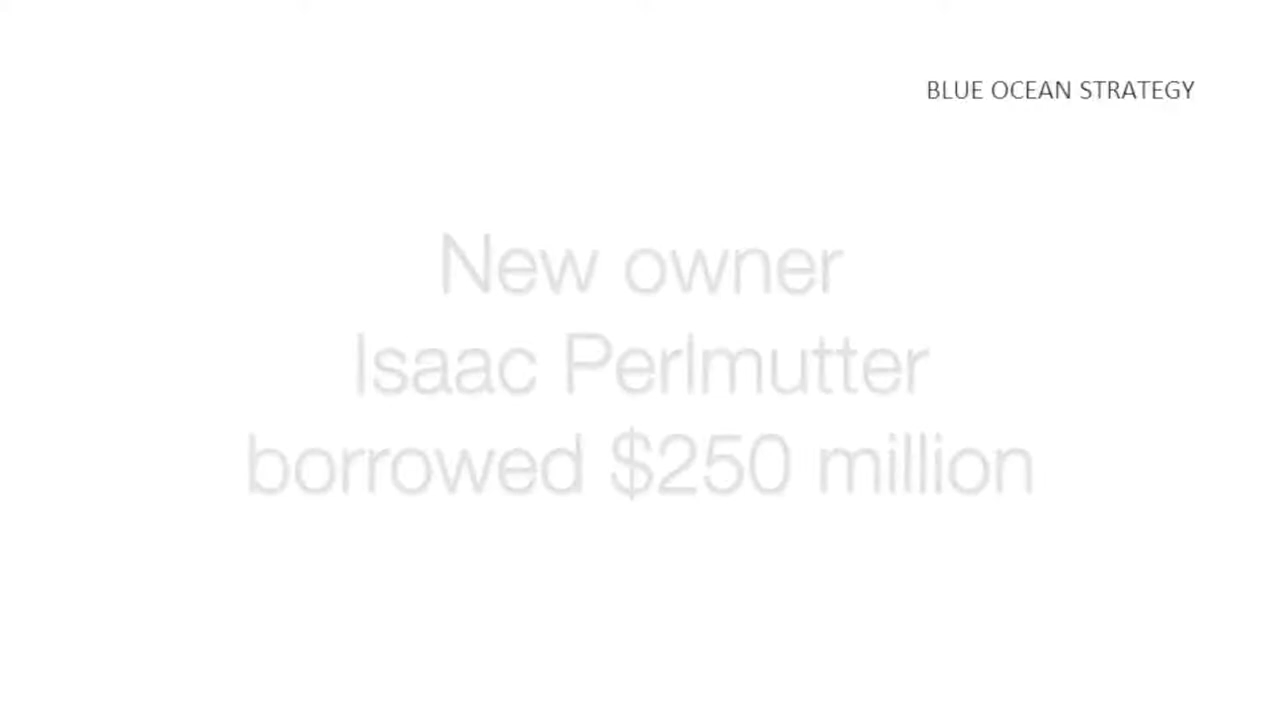 BLUE OCEAN STRATEGY
New owner
Isaac Perlmutter
borrowed $250 million